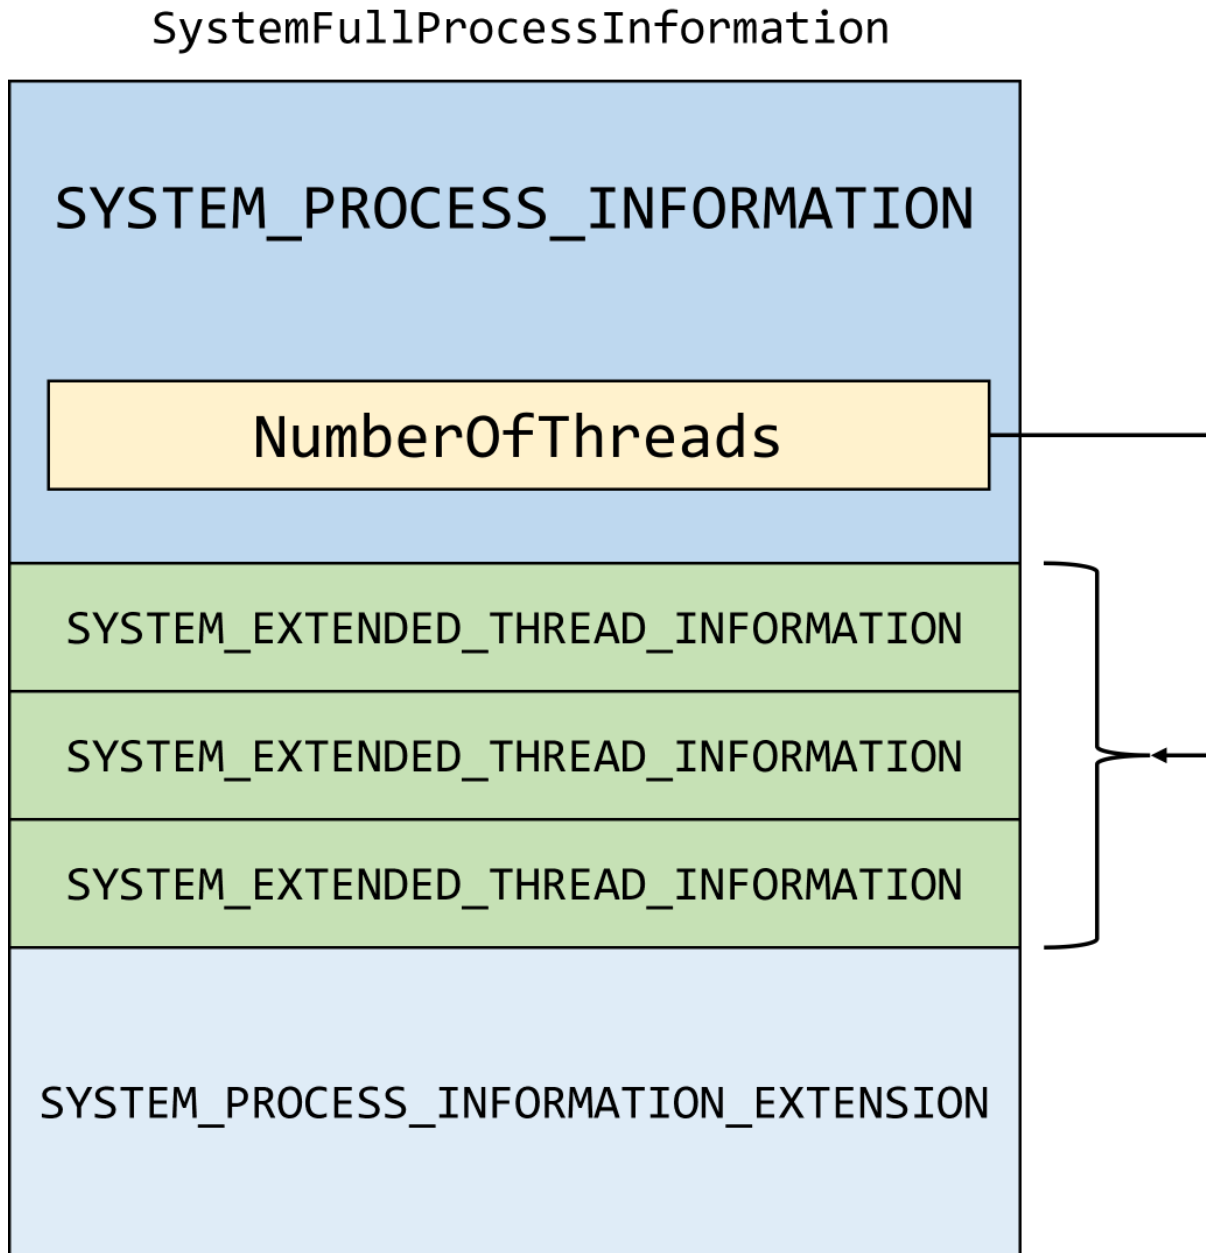 SystemFullProcessInformation
SYSTEM_PROCESS_INFORMATION
NumberOfThreads
SYSTEM_EXTENDED_THREAD_INFORMATION
SYSTEM_EXTENDED_THREAD_INFORMATION
SYSTEM_EXTENDED_THREAD_INFORMATION
SYSTEM_PROCESS_INFORMATION_EXTENSION